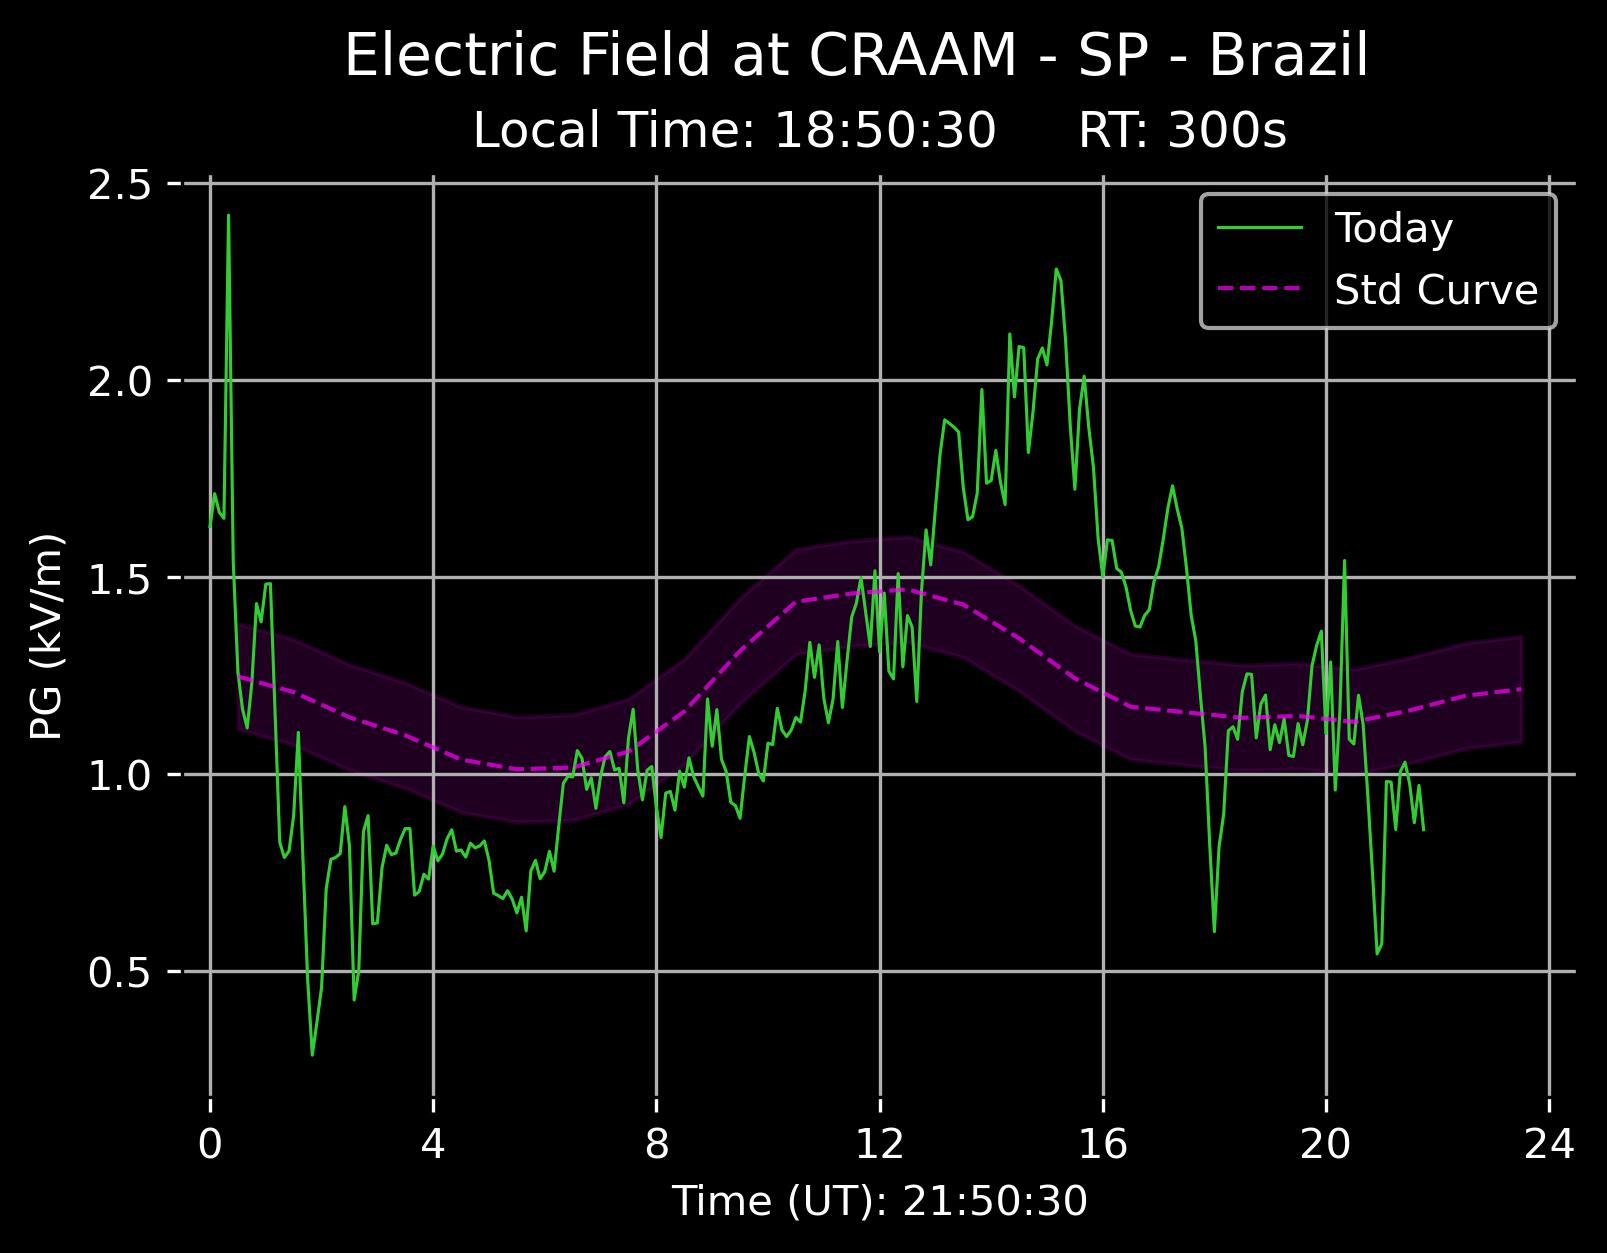 Electric Field at CRAAM - SP - Brazil
Local Time: 18:50:30 RT: 300s
2.5
2.0
1.5
1.0
0.5
PG (kV/m)
Today
Std Curve
0 4 8 12 16 20 24
Time (UT): 21:50:30